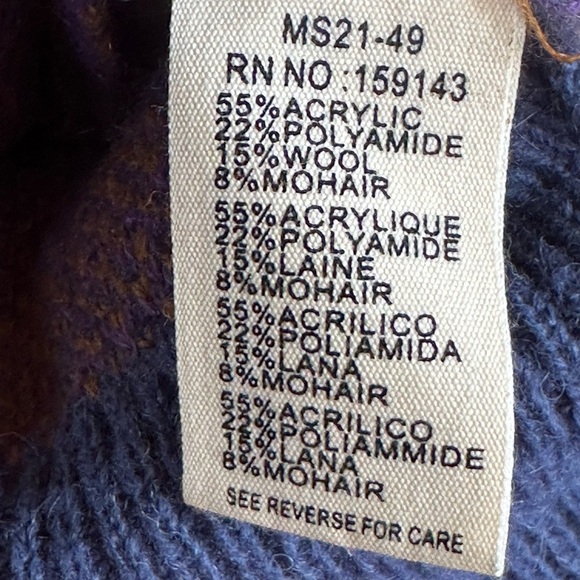 MS21-49
RN NO :159143
55%ACRYLIC
22%POLYAMIDE
15%WOOL
8%MOHAIR
55%ACRYLIQUE
22%POLYAMIDE
15%LAINE
8%MOHAIR
55%ACRILICO
22%POLIAMIDA
15%LANA
8%MOHAIR
55%ACRILICO
22%POLIAMMIDE
15%LANA
8%MOHAIR
SEE REVERSE FOR CARE